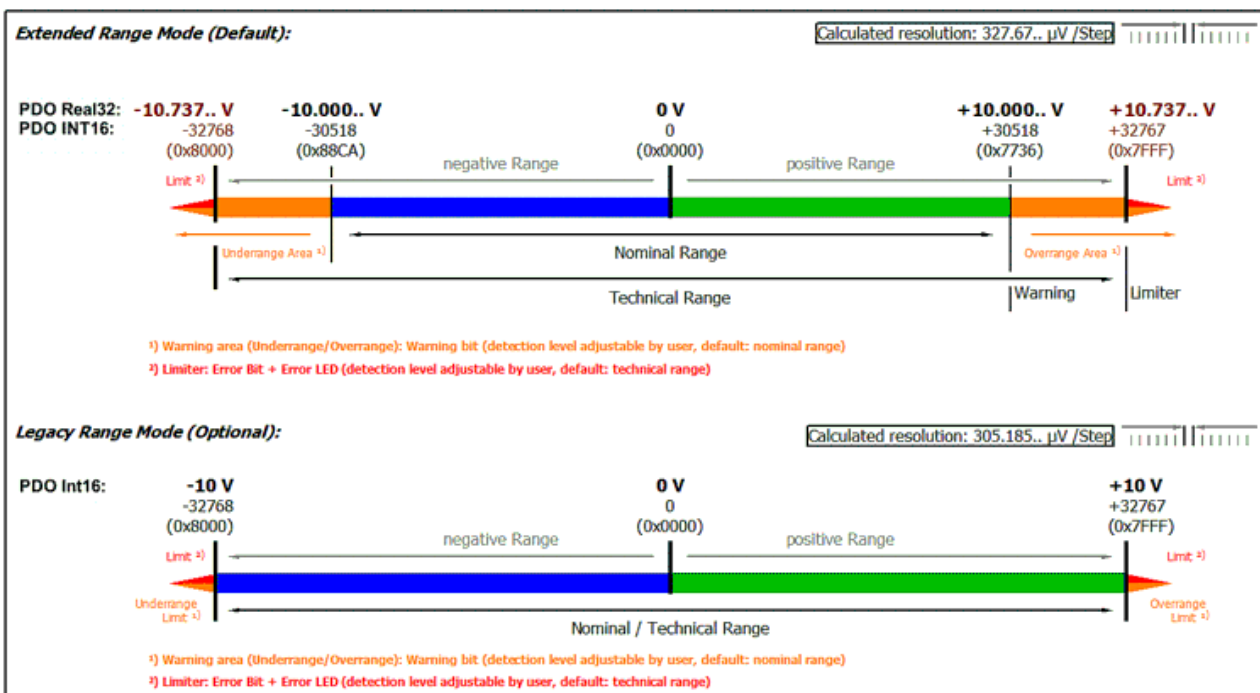 Extended Range Mode (Default):
Calculated resolution: 327.67.. µV /Step
PDO Real32: -10.737.. V -10.000.. V 0 V +10.000.. V +10.737.. V
PDO INT16: -32768 -30518 0 +30518 +32767
(0x8000) (0x88CA) (0x0000) (0x7736) (0x7FFF)
negative Range positive Range
Limit ²⁾ Limit ²⁾
Underrange Area ¹⁾ Nominal Range Overrange Area ¹⁾
Technical Range Warning Limiter
¹⁾ Warning area (Underrange/Overrange): Warning bit (detection level adjustable by user, default: nominal range)
²⁾ Limiter: Error Bit + Error LED (detection level adjustable by user, default: technical range)
Legacy Range Mode (Optional):
Calculated resolution: 305.185.. µV /Step
PDO Int16: -10 V 0 V +10 V
-32768 0 +32767
(0x8000) (0x0000) (0x7FFF)
negative Range positive Range
Limit ²⁾ Limit ²⁾
Underrange Overrange
Limit ¹⁾ Limit ¹⁾
Nominal / Technical Range
¹⁾ Warning area (Underrange/Overrange): Warning bit (detection level adjustable by user, default: nominal range)
²⁾ Limiter: Error Bit + Error LED (detection level adjustable by user, default: technical range)